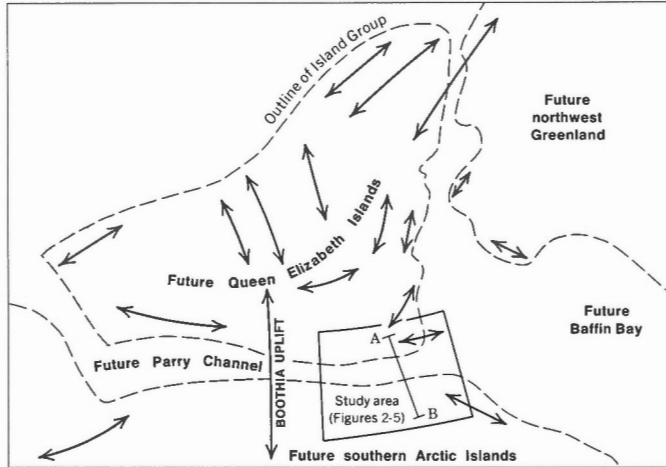 Outline of Island Group
Future
northwest
Greenland
Future Queen Elizabeth Islands
Future
Baffin Bay
BOOTHIA UPLIFT
A
Future Parry Channel
Study area
(Figures 2-5)
B
Future southern Arctic Islands